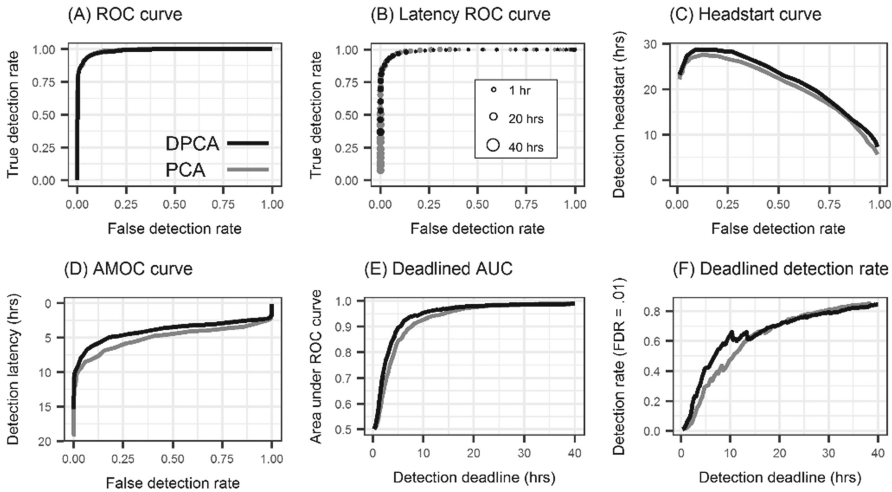 (A) ROC curve
True detection rate
1.00
0.75
0.50
0.25
0.00
DPCA
PCA
0.00 0.25 0.50 0.75 1.00
False detection rate
(B) Latency ROC curve
True detection rate
1.00
0.75
0.50
0.25
0.00
1 hr
20 hrs
40 hrs
0.00 0.25 0.50 0.75 1.00
False detection rate
(C) Headstart curve
Detection headstart (hrs)
30
20
10
0
0.00 0.25 0.50 0.75 1.00
False detection rate
(D) AMOC curve
Detection latency (hrs)
0
5
10
15
20
0.00 0.25 0.50 0.75 1.00
False detection rate
(E) Deadlined AUC
Area under ROC curve
1.0
0.9
0.8
0.7
0.6
0.5
0 10 20 30 40
Detection deadline (hrs)
(F) Deadlined detection rate
Detection rate (FDR = .01)
0.8
0.6
0.4
0.2
0.0
0 10 20 30 40
Detection deadline (hrs)